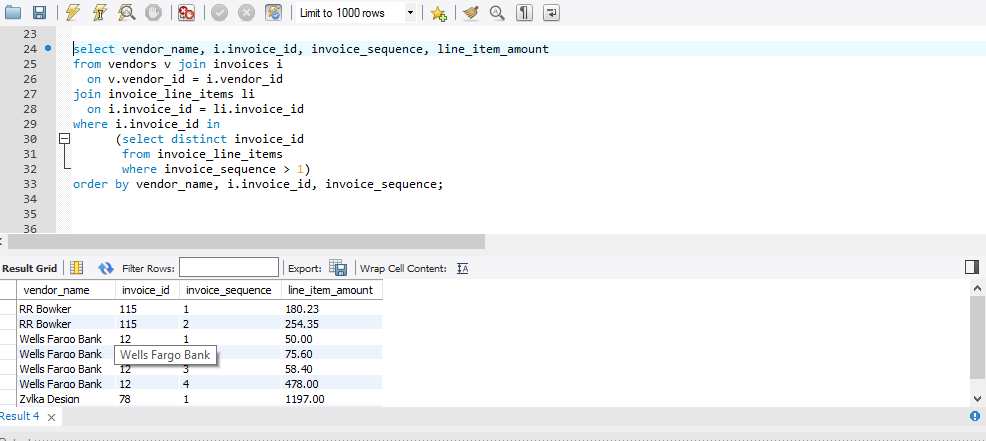 Limit to 1000 rows
23
24 select vendor_name, i.invoice_id, invoice_sequence, line_item_amount
25 from vendors v join invoices i
26 on v.vendor_id = i.vendor_id
27 join invoice_line_items li
28 on i.invoice_id = li.invoice_id
29 where i.invoice_id in
30 (select distinct invoice_id
31 from invoice_line_items
32 where invoice_sequence > 1)
33 order by vendor_name, i.invoice_id, invoice_sequence;
34
35
36
Result Grid Filter Rows: Export: Wrap Cell Content:
vendor_name invoice_id invoice_sequence line_item_amount
RR Bowker 115 1 180.23
RR Bowker 115 2 254.35
Wells Fargo Bank 12 1 50.00
Wells Fargo Bank Wells Fargo Bank 75.60
Wells Fargo Bank 12 3 58.40
Wells Fargo Bank 12 4 478.00
Zylka Design 78 1 1197.00
Result 4